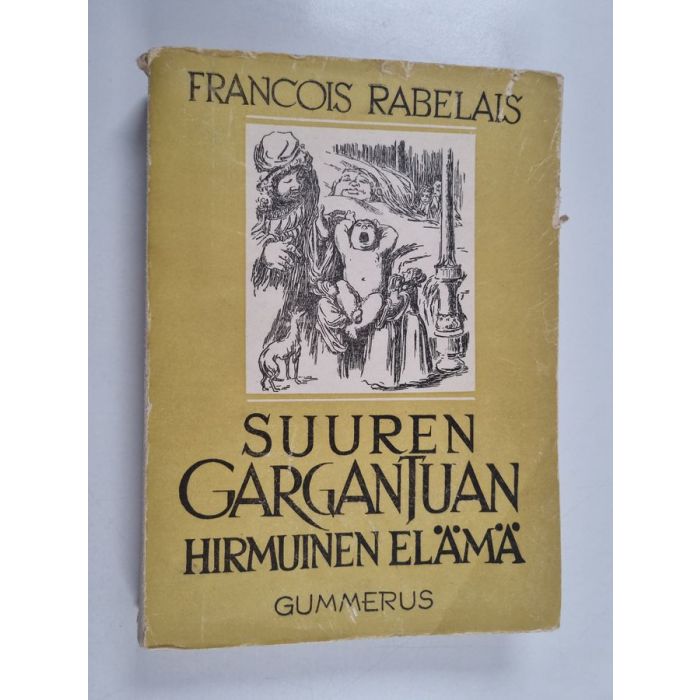 FRANCOIS RABELAIS
SUUREN
GARGANTUAN
HIRMUINEN ELÄMÄ
GUMMERUS